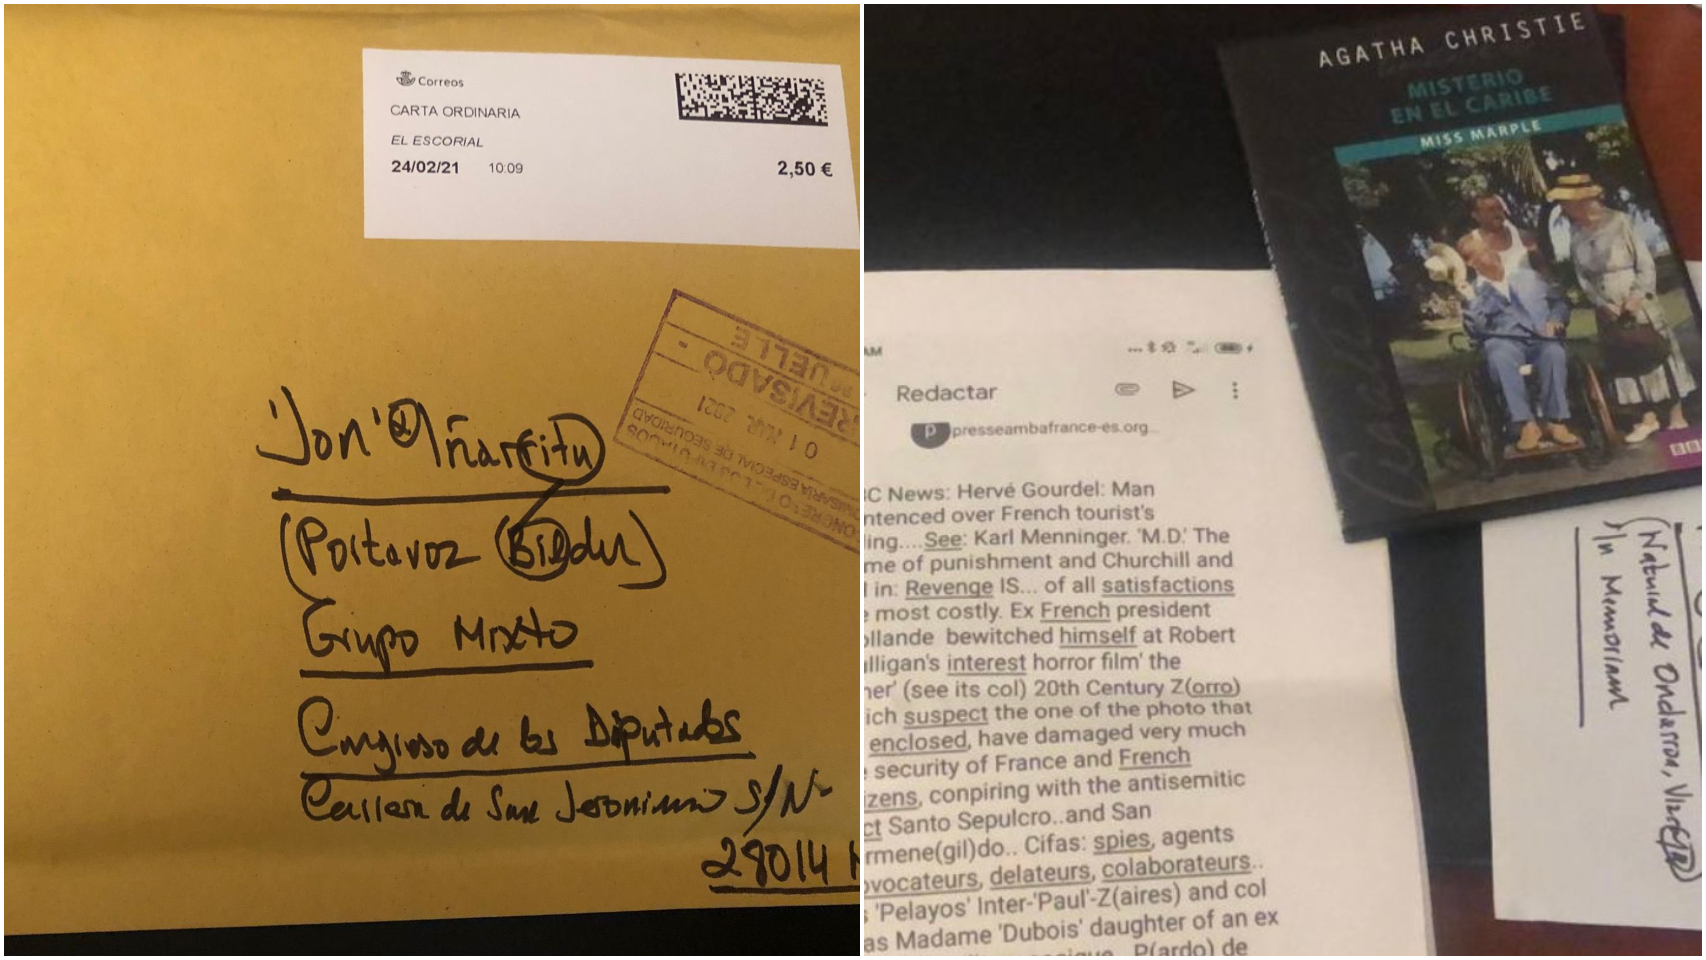 Correos
CARTA ORDINARIA
EL ESCORIAL
24/02/21 10:09
2,50 €
REVISADO
01 MAR. 2021
'Jon' Iñarritu
(Portavoz (Bildu)
Grupo Mixto
Congreso de los Diputados
Carrera de San Jeronimo S/N
28014
AGATHA CHRISTIE
MISTERIO
EN EL CARIBE
MISS MARPLE
AM
Redactar
P presseambafrance-es.org...
C News: Hervé Gourdel: Man
ntenced over French tourist's
ing....See: Karl Menninger. 'M.D.' The
me of punishment and Churchill and
in: Revenge IS... of all satisfactions
most costly. Ex French president
ollande bewitched himself at Robert
lligan's interest horror film' the
her' (see its col) 20th Century Z(orro)
ich suspect the one of the photo that
enclosed, have damaged very much
security of France and French
izens, conpiring with the antisemitic
ct Santo Sepulcro..and San
rmene(gil)do.. Cifas: spies, agents
ovocateurs, delateurs, colaborateurs..
'Pelayos' Inter-'Paul'-Z(aires) and col
as Madame 'Dubois' daughter of an ex
P(ardo) de
(Natural de Ondarroa,
In Memoriam